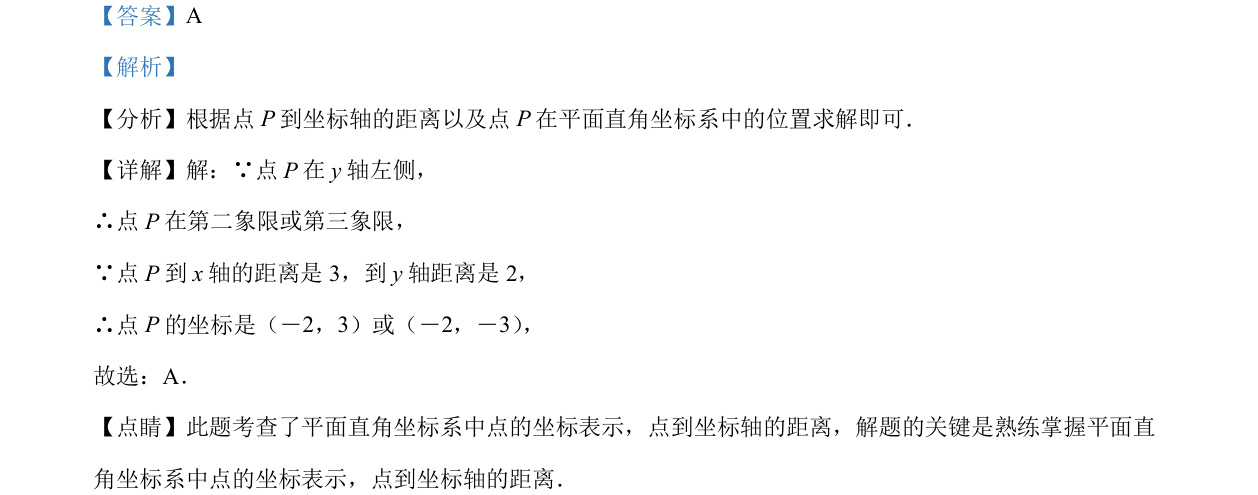 【答案】A
【解析】
【分析】根据点 P 到坐标轴的距离以及点 P 在平面直角坐标系中的位置求解即可．
【详解】解：∵点 P 在 y 轴左侧，
∴点 P 在第二象限或第三象限，
∵点 P 到 x 轴的距离是 3，到 y 轴距离是 2，
∴点 P 的坐标是（－2，3）或（－2，－3），
故选：A．
【点睛】此题考查了平面直角坐标系中点的坐标表示，点到坐标轴的距离，解题的关键是熟练掌握平面直
角坐标系中点的坐标表示，点到坐标轴的距离．